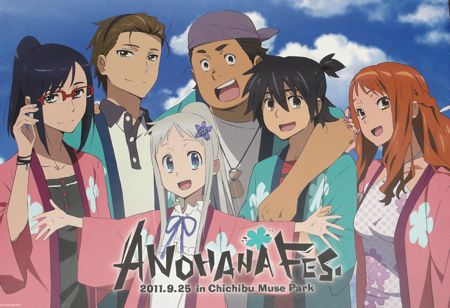 ANOHANA FES.
2011.9.25 in Chichibu Muse Park